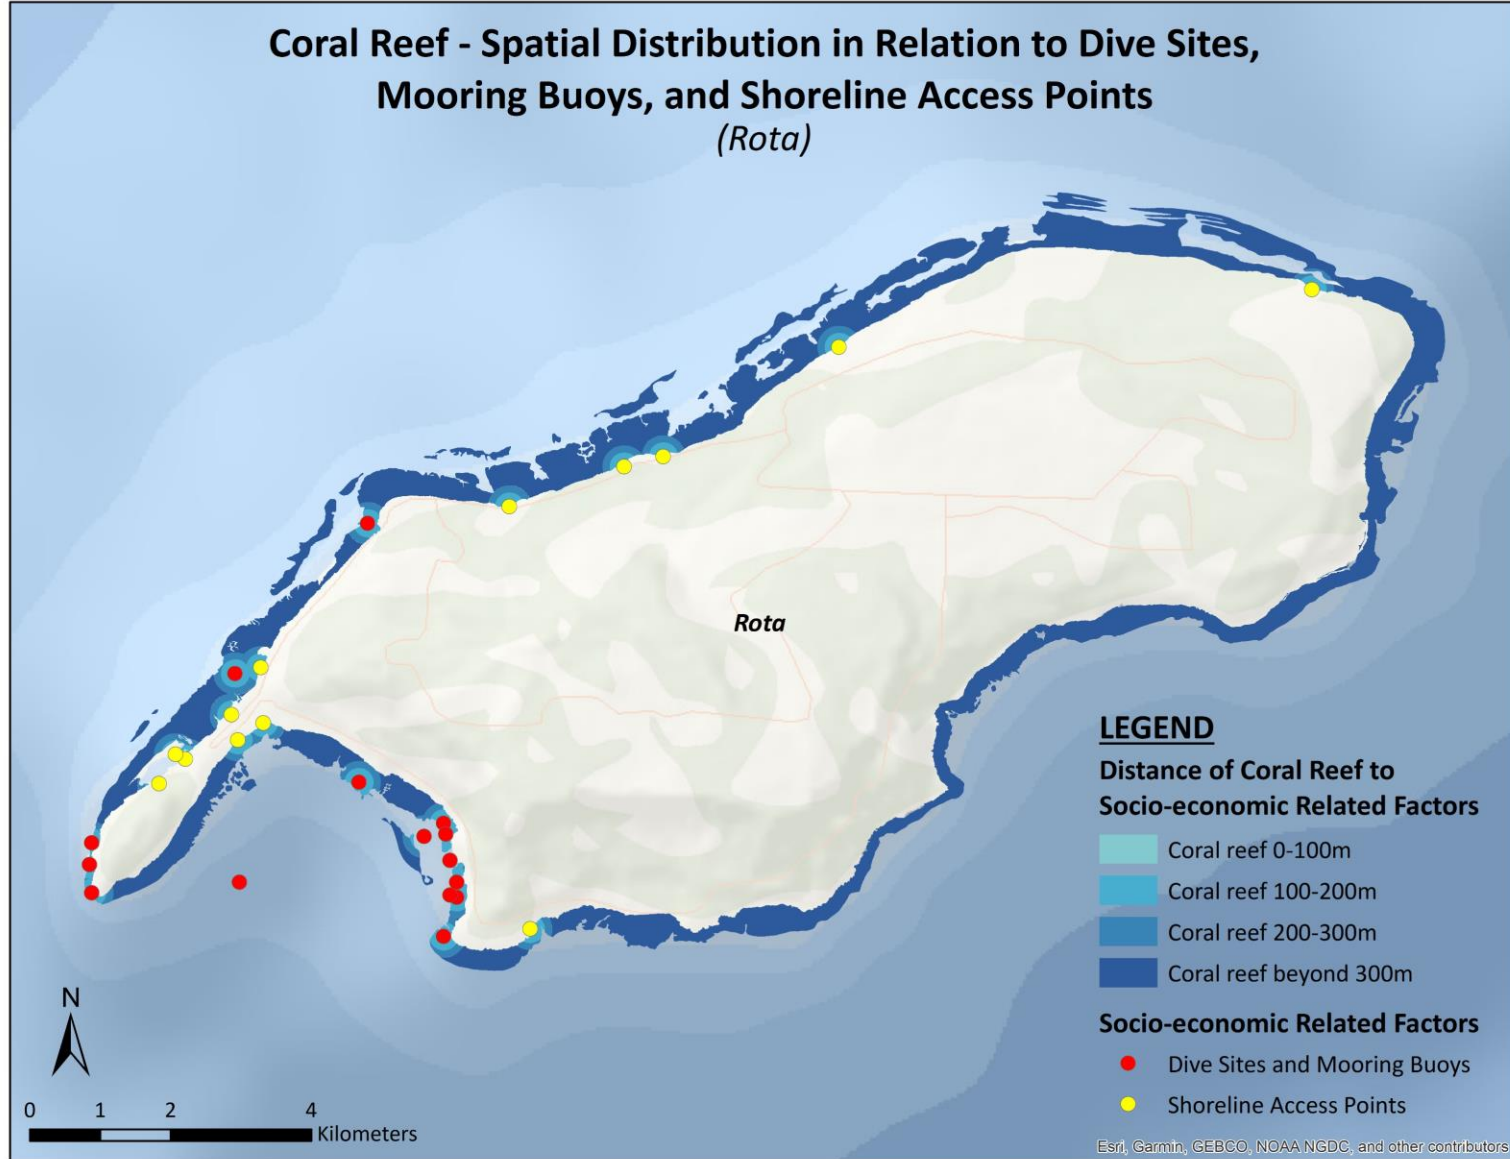 Coral Reef - Spatial Distribution in Relation to Dive Sites,
Mooring Buoys, and Shoreline Access Points
(Rota)
Rota
LEGEND
Distance of Coral Reef to
Socio-economic Related Factors
Coral reef 0-100m
Coral reef 100-200m
Coral reef 200-300m
Coral reef beyond 300m
Socio-economic Related Factors
Dive Sites and Mooring Buoys
Shoreline Access Points
N
0 1 2 4
Kilometers
Esri, Garmin, GEBCO, NOAA NGDC, and other contributors